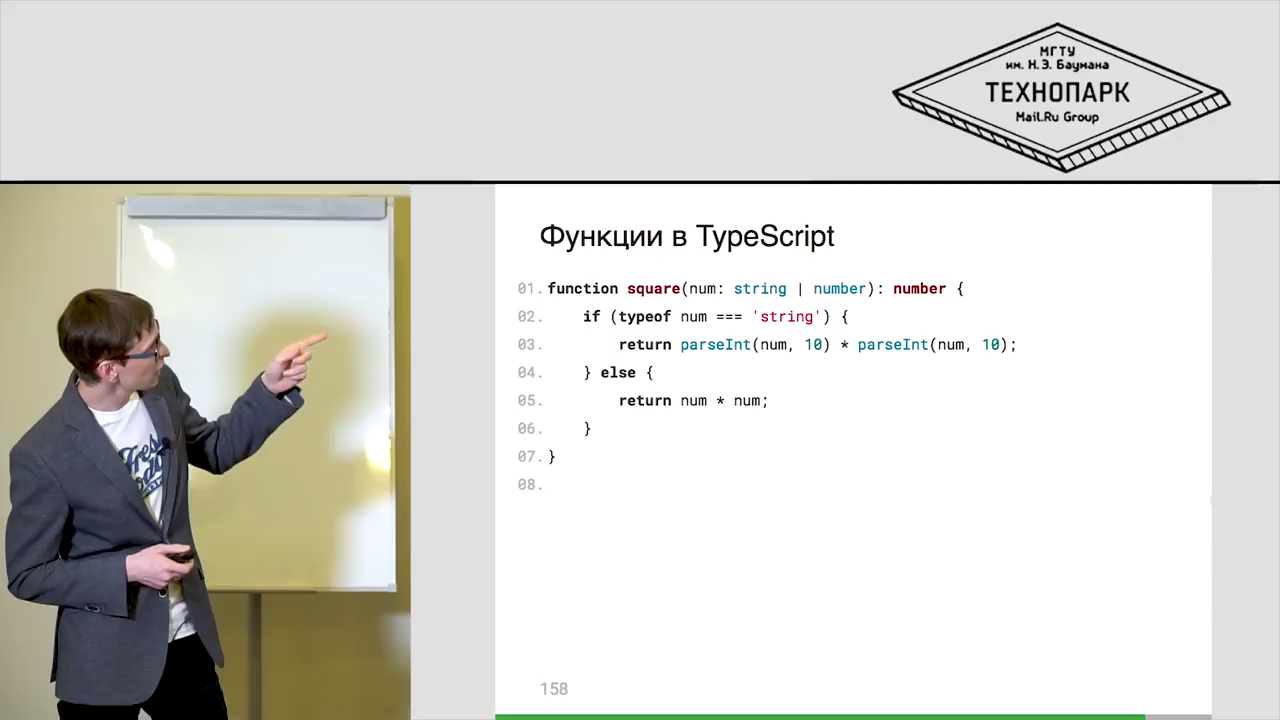 МГТУ
им. Н.Э. Баумана
ТЕХНОПАРК
Mail.Ru Group
Функции в TypeScript
01. function square(num: string | number): number {
02. if (typeof num === 'string') {
03. return parseInt(num, 10) * parseInt(num, 10);
04. } else {
05. return num * num;
06. }
07. }
08.
158